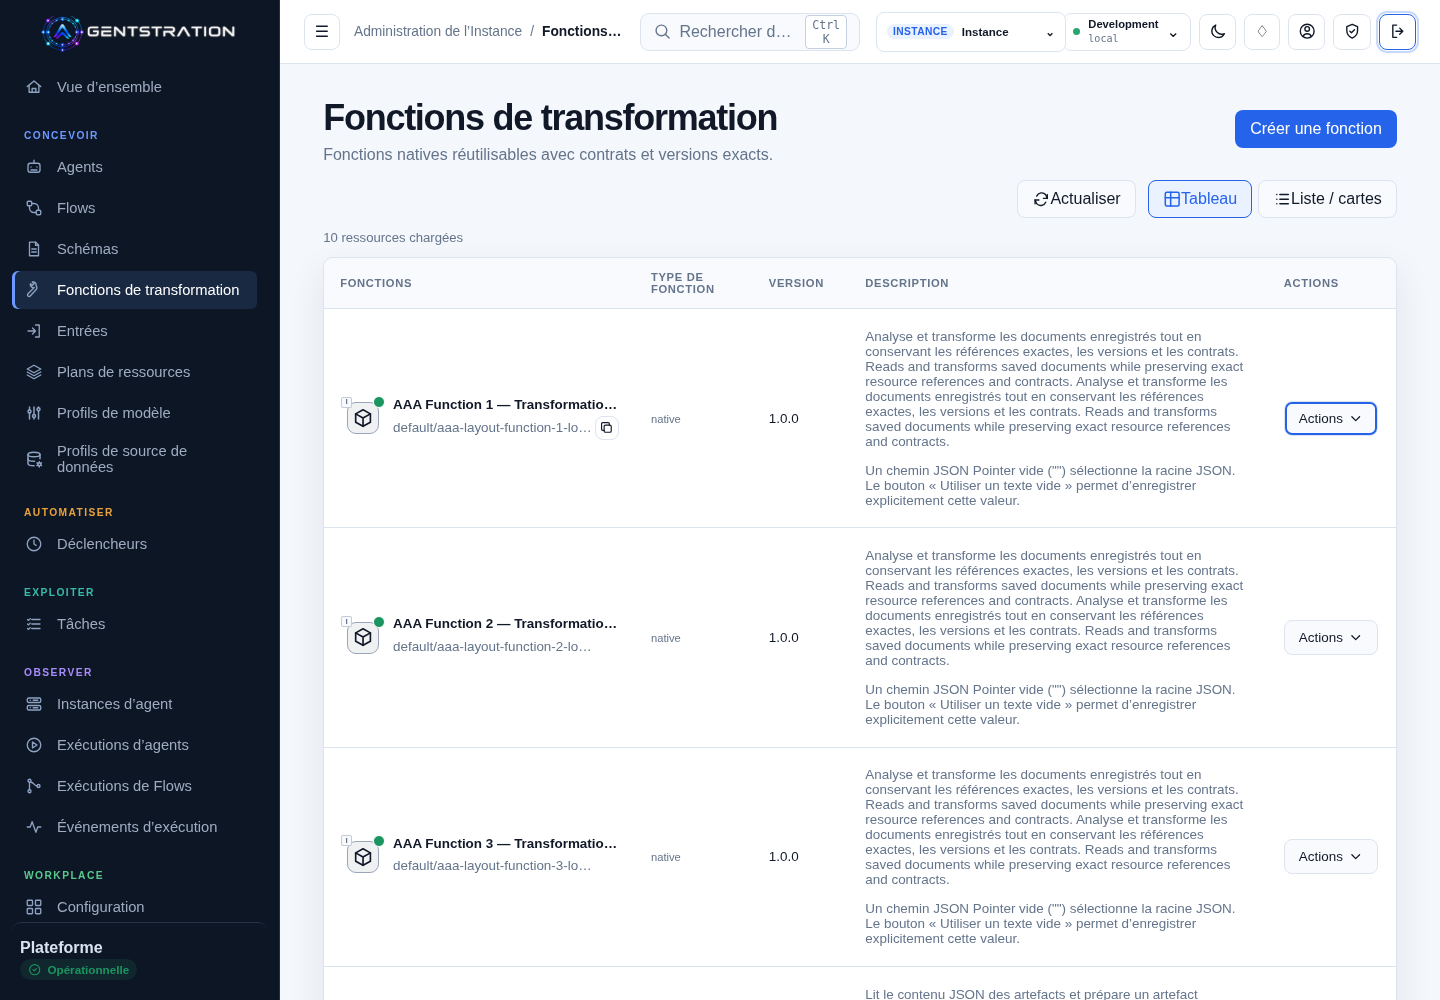 GENTSTRATION
Vue d’ensemble
CONCEVOIR
Agents
Flows
Schémas
Fonctions de transformation
Entrées
Plans de ressources
Profils de modèle
Profils de source de
données
AUTOMATISER
Déclencheurs
EXPLOITER
Tâches
OBSERVER
Instances d’agent
Exécutions d’agents
Exécutions de Flows
Événements d’exécution
WORKPLACE
Configuration
Plateforme
Opérationnelle
Administration de l’Instance / Fonctions…
Rechercher d…
Ctrl
K
INSTANCE Instance
Development
local
Fonctions de transformation
Fonctions natives réutilisables avec contrats et versions exacts.
Créer une fonction
Actualiser
Tableau
Liste / cartes
10 ressources chargées
FONCTIONS
TYPE DE
FONCTION
VERSION
DESCRIPTION
ACTIONS
I
AAA Function 1 — Transformatio…
default/aaa-layout-function-1-lo…
native
1.0.0
Analyse et transforme les documents enregistrés tout en
conservant les références exactes, les versions et les contrats.
Reads and transforms saved documents while preserving exact
resource references and contracts. Analyse et transforme les
documents enregistrés tout en conservant les références
exactes, les versions et les contrats. Reads and transforms
saved documents while preserving exact resource references
and contracts.
Un chemin JSON Pointer vide ("") sélectionne la racine JSON.
Le bouton « Utiliser un texte vide » permet d’enregistrer
explicitement cette valeur.
Actions
I
AAA Function 2 — Transformatio…
default/aaa-layout-function-2-lo…
native
1.0.0
Analyse et transforme les documents enregistrés tout en
conservant les références exactes, les versions et les contrats.
Reads and transforms saved documents while preserving exact
resource references and contracts. Analyse et transforme les
documents enregistrés tout en conservant les références
exactes, les versions et les contrats. Reads and transforms
saved documents while preserving exact resource references
and contracts.
Un chemin JSON Pointer vide ("") sélectionne la racine JSON.
Le bouton « Utiliser un texte vide » permet d’enregistrer
explicitement cette valeur.
Actions
I
AAA Function 3 — Transformatio…
default/aaa-layout-function-3-lo…
native
1.0.0
Analyse et transforme les documents enregistrés tout en
conservant les références exactes, les versions et les contrats.
Reads and transforms saved documents while preserving exact
resource references and contracts. Analyse et transforme les
documents enregistrés tout en conservant les références
exactes, les versions et les contrats. Reads and transforms
saved documents while preserving exact resource references
and contracts.
Un chemin JSON Pointer vide ("") sélectionne la racine JSON.
Le bouton « Utiliser un texte vide » permet d’enregistrer
explicitement cette valeur.
Actions
Lit le contenu JSON des artefacts et prépare un artefact